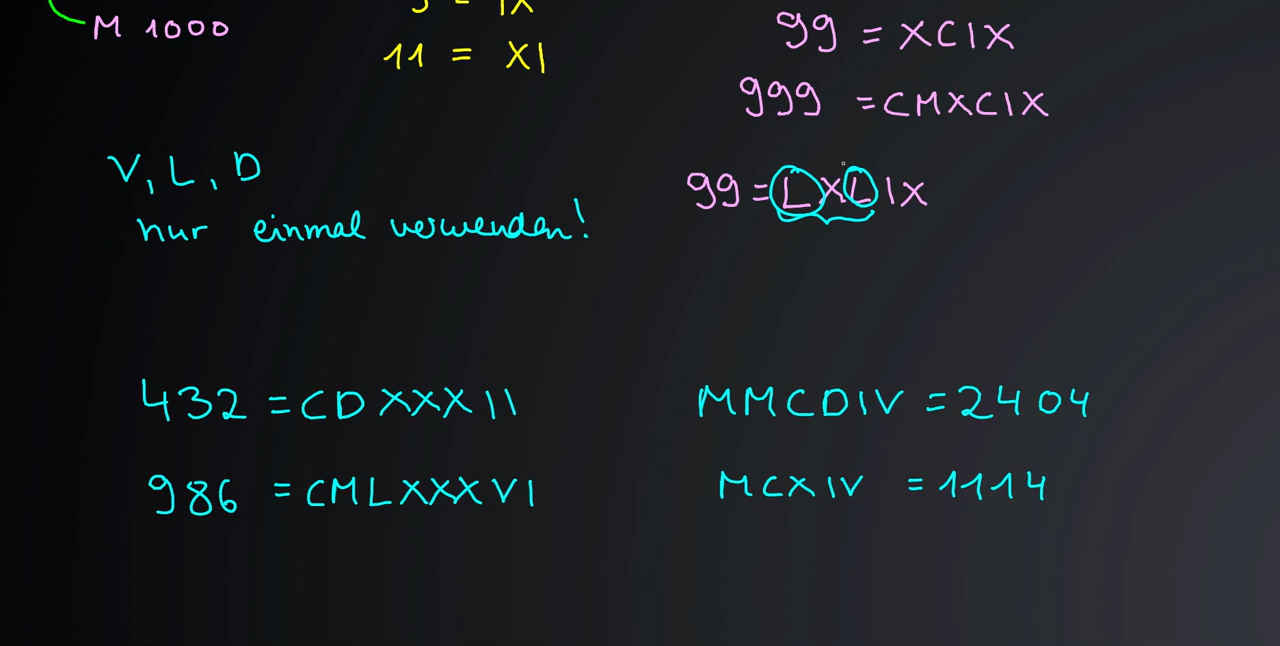 M 1000
= IX
11 = XI
99 = XCIX
999 = CMXCIX
V, L, D
nur einmal verwenden!
99 = LXLIX
432 = CDXXXII
986 = CMLXXXVI
MMCDIV = 2404
MCXIV = 1114